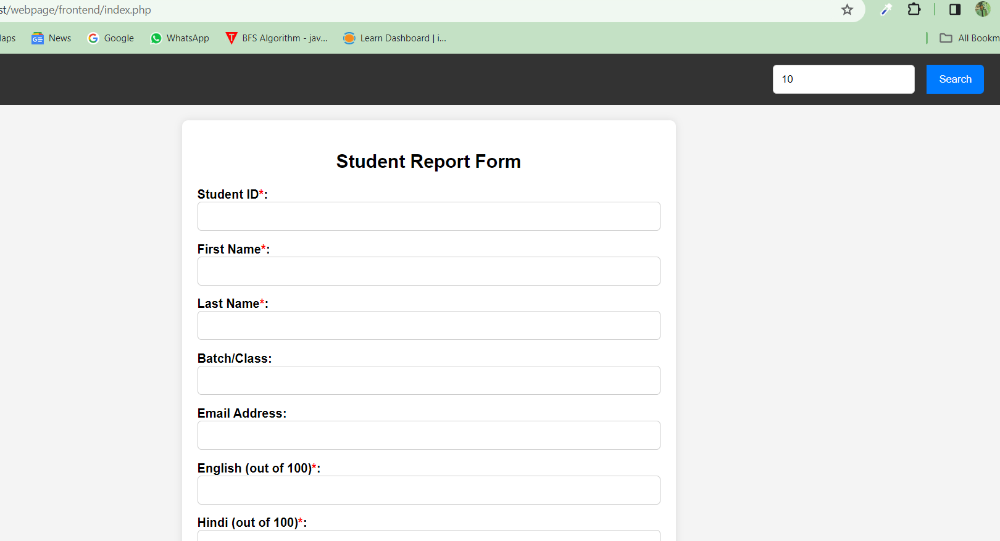 st/webpage/frontend/index.php
laps News Google WhatsApp BFS Algorithm - jav... Learn Dashboard | i... All Bookm
10 Search
Student Report Form
Student ID*:
First Name*:
Last Name*:
Batch/Class:
Email Address:
English (out of 100)*:
Hindi (out of 100)*: